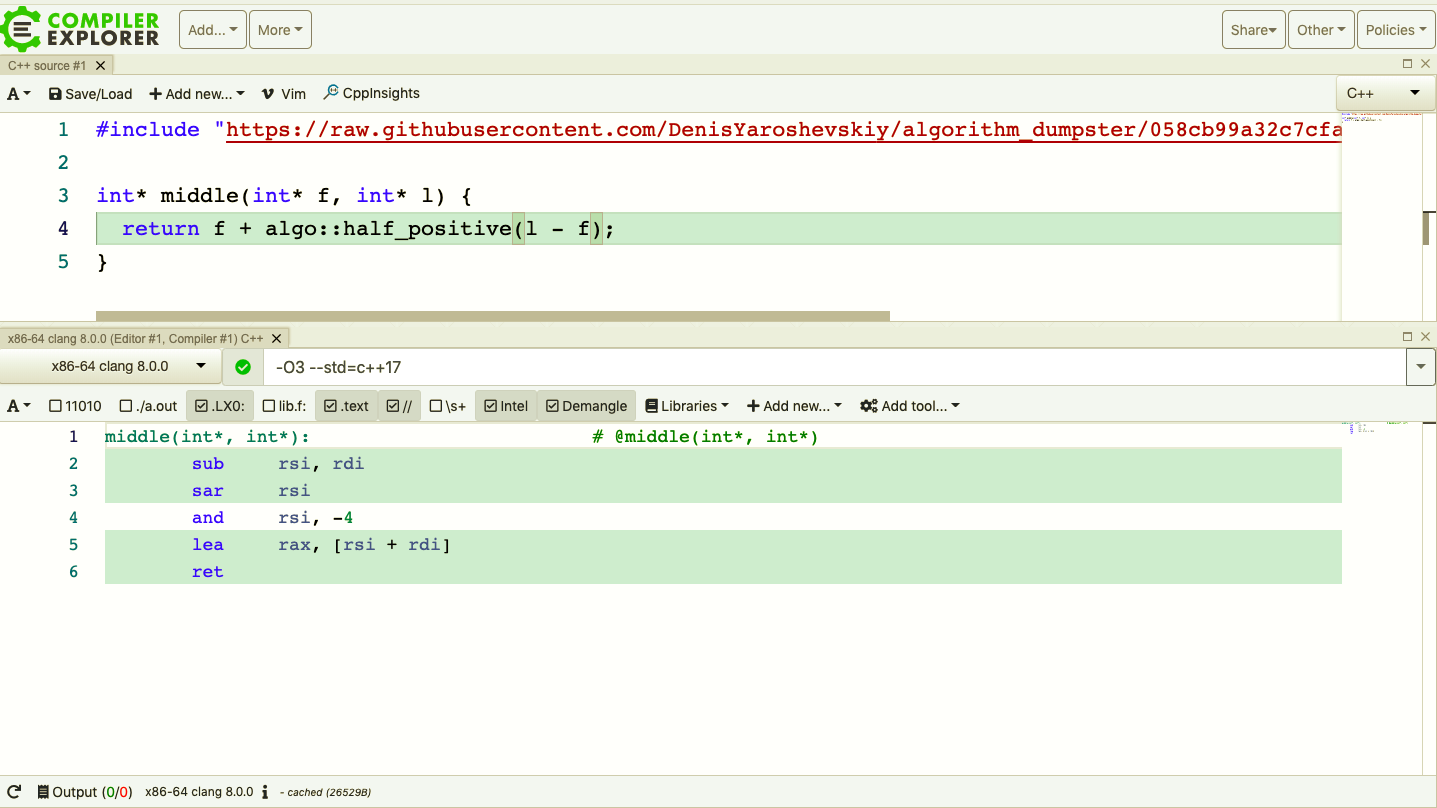 COMPILER
EXPLORER
Add... More Share Other Policies
C++ source #1
A Save/Load Add new... Vim CppInsights C++
1 #include "https://raw.githubusercontent.com/DenisYaroshevskiy/algorithm_dumpster/058cb99a32c7cfa
2
3 int* middle(int* f, int* l) {
4 return f + algo::half_positive(l - f);
5 }
x86-64 clang 8.0.0 (Editor #1, Compiler #1) C++
x86-64 clang 8.0.0 -O3 --std=c++17
A 11010 ./a.out .LX0: lib.f: .text // \s+ Intel Demangle Libraries Add new... Add tool...
1 middle(int*, int*): # @middle(int*, int*)
2 sub rsi, rdi
3 sar rsi
4 and rsi, -4
5 lea rax, [rsi + rdi]
6 ret
Output (0/0) x86-64 clang 8.0.0 i - cached (26529B)